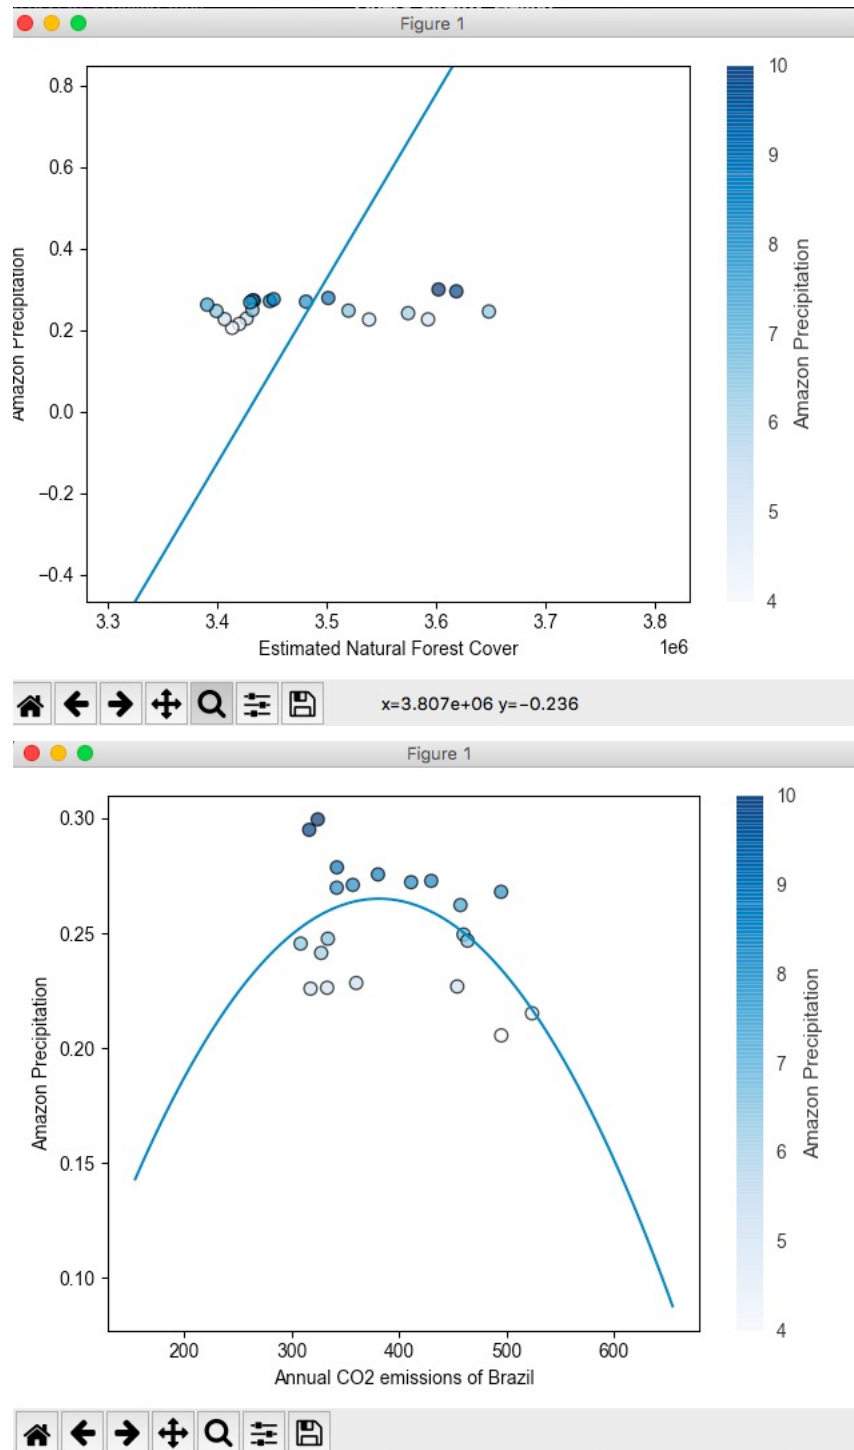 Figure 1
0.8
0.6
0.4
0.2
0.0
−0.2
−0.4
Amazon Precipitation
3.3 3.4 3.5 3.6 3.7 3.8
1e6
Estimated Natural Forest Cover
10
9
8
7
6
5
4
Amazon Precipitation
x=3.807e+06 y=−0.236
Figure 1
0.30
0.25
0.20
0.15
0.10
Amazon Precipitation
200 300 400 500 600
Annual CO2 emissions of Brazil
10
9
8
7
6
5
4
Amazon Precipitation